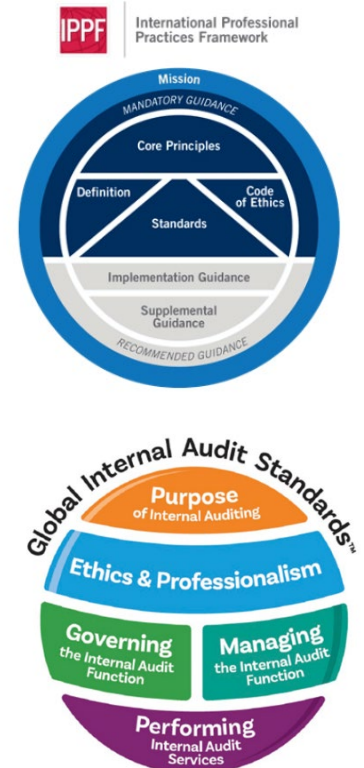 IPPF
International Professional
Practices Framework
Mission
MANDATORY GUIDANCE
Core Principles
Definition
Code
of Ethics
Standards
Implementation Guidance
Supplemental
Guidance
RECOMMENDED GUIDANCE
Global Internal Audit Standards™
Purpose
of Internal Auditing
Ethics & Professionalism
Governing
the Internal Audit
Function
Managing
the Internal Audit
Function
Performing
Internal Audit
Services